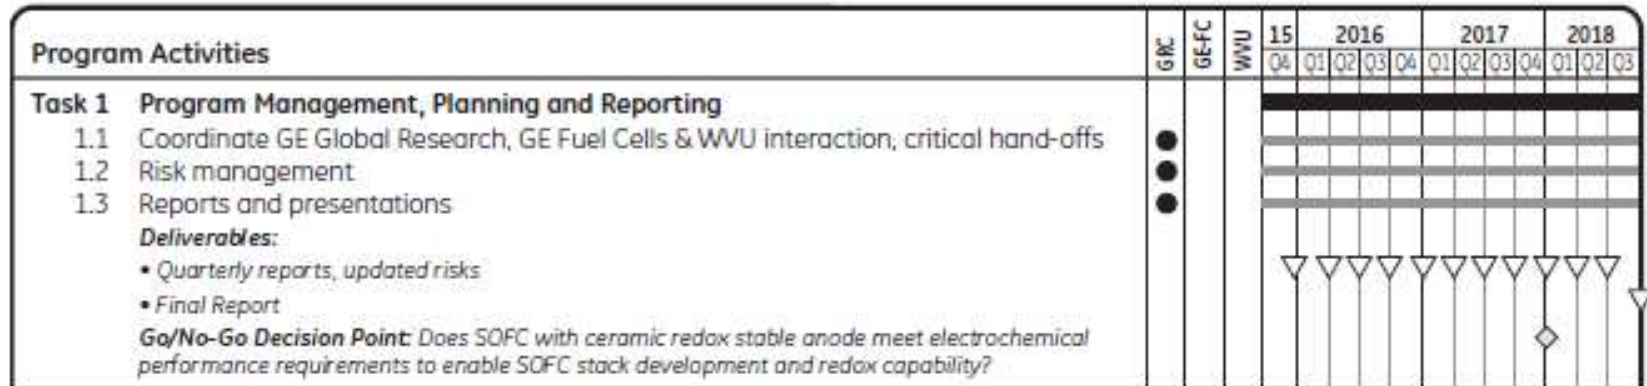 Program Activities GRC GE-FC WVU 15 2016 2017 2018
Q4 Q1 Q2 Q3 Q4 Q1 Q2 Q3 Q4 Q1 Q2 Q3
Task 1 Program Management, Planning and Reporting
1.1 Coordinate GE Global Research, GE Fuel Cells & WVU interaction, critical hand-offs
1.2 Risk management
1.3 Reports and presentations
Deliverables:
• Quarterly reports, updated risks
• Final Report
Go/No-Go Decision Point: Does SOFC with ceramic redox stable anode meet electrochemical
performance requirements to enable SOFC stack development and redox capability?